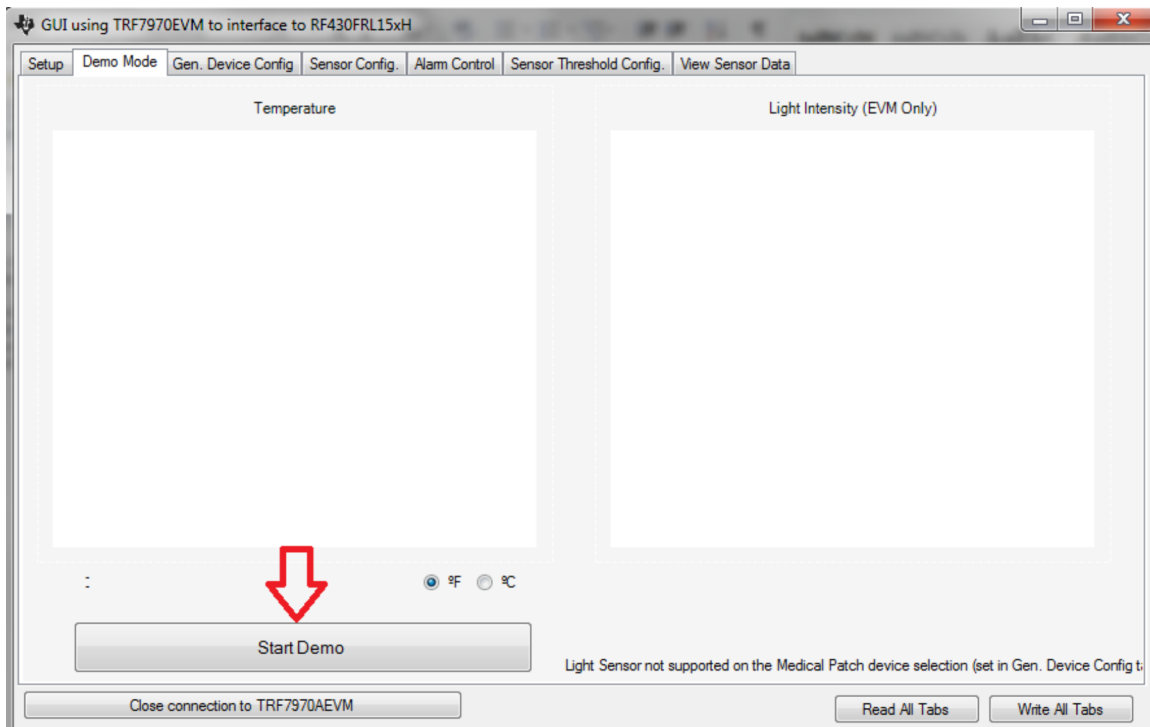 GUI using TRF7970EVM to interface to RF430FRL15xH
Setup Demo Mode Gen. Device Config Sensor Config. Alarm Control Sensor Threshold Config. View Sensor Data
Temperature Light Intensity (EVM Only)
: ºF ºC
Start Demo
Light Sensor not supported on the Medical Patch device selection (set in Gen. Device Config
Close connection to TRF7970AEVM Read All Tabs Write All Tabs